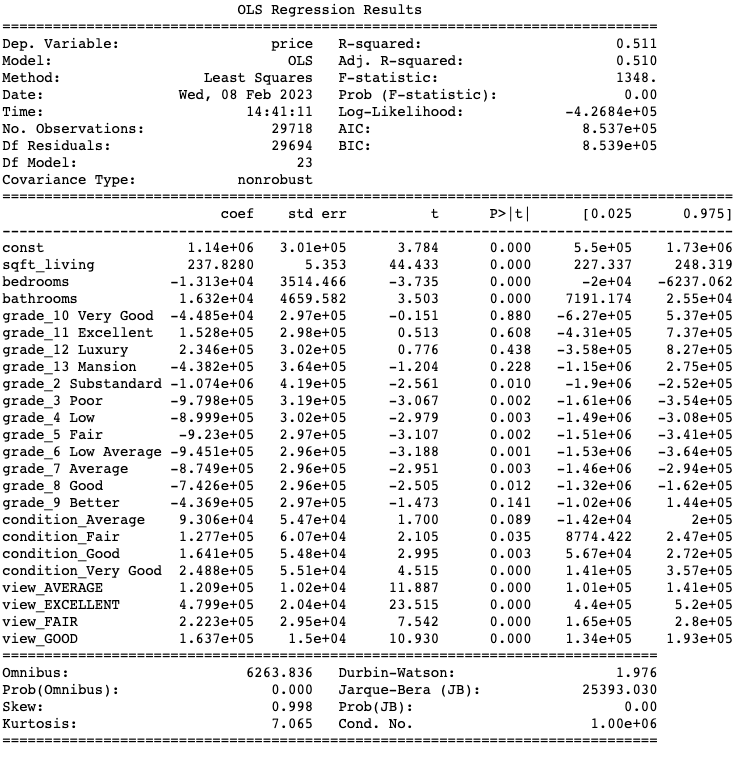 OLS Regression Results
==============================================================================
Dep. Variable: price R-squared: 0.511
Model: OLS Adj. R-squared: 0.510
Method: Least Squares F-statistic: 1348.
Date: Wed, 08 Feb 2023 Prob (F-statistic): 0.00
Time: 14:41:11 Log-Likelihood: -4.2684e+05
No. Observations: 29718 AIC: 8.537e+05
Df Residuals: 29694 BIC: 8.539e+05
Df Model: 23
Covariance Type: nonrobust
==============================================================================
coef std err t P>|t| [0.025 0.975]
------------------------------------------------------------------------------
const 1.14e+06 3.01e+05 3.784 0.000 5.5e+05 1.73e+06
sqft_living 237.8280 5.353 44.433 0.000 227.337 248.319
bedrooms -1.313e+04 3514.466 -3.735 0.000 -2e+04 -6237.062
bathrooms 1.632e+04 4659.582 3.503 0.000 7191.174 2.55e+04
grade_10 Very Good -4.485e+04 2.97e+05 -0.151 0.880 -6.27e+05 5.37e+05
grade_11 Excellent 1.528e+05 2.98e+05 0.513 0.608 -4.31e+05 7.37e+05
grade_12 Luxury 2.346e+05 3.02e+05 0.776 0.438 -3.58e+05 8.27e+05
grade_13 Mansion -4.382e+05 3.64e+05 -1.204 0.228 -1.15e+06 2.75e+05
grade_2 Substandard -1.074e+06 4.19e+05 -2.561 0.010 -1.9e+06 -2.52e+05
grade_3 Poor -9.798e+05 3.19e+05 -3.067 0.002 -1.61e+06 -3.54e+05
grade_4 Low -8.999e+05 3.02e+05 -2.979 0.003 -1.49e+06 -3.08e+05
grade_5 Fair -9.23e+05 2.97e+05 -3.107 0.002 -1.51e+06 -3.41e+05
grade_6 Low Average -9.451e+05 2.96e+05 -3.188 0.001 -1.53e+06 -3.64e+05
grade_7 Average -8.749e+05 2.96e+05 -2.951 0.003 -1.46e+06 -2.94e+05
grade_8 Good -7.426e+05 2.96e+05 -2.505 0.012 -1.32e+06 -1.62e+05
grade_9 Better -4.369e+05 2.97e+05 -1.473 0.141 -1.02e+06 1.44e+05
condition_Average 9.306e+04 5.47e+04 1.700 0.089 -1.42e+04 2e+05
condition_Fair 1.277e+05 6.07e+04 2.105 0.035 8774.422 2.47e+05
condition_Good 1.641e+05 5.48e+04 2.995 0.003 5.67e+04 2.72e+05
condition_Very Good 2.488e+05 5.51e+04 4.515 0.000 1.41e+05 3.57e+05
view_AVERAGE 1.209e+05 1.02e+04 11.887 0.000 1.01e+05 1.41e+05
view_EXCELLENT 4.799e+05 2.04e+04 23.515 0.000 4.4e+05 5.2e+05
view_FAIR 2.223e+05 2.95e+04 7.542 0.000 1.65e+05 2.8e+05
view_GOOD 1.637e+05 1.5e+04 10.930 0.000 1.34e+05 1.93e+05
==============================================================================
Omnibus: 6263.836 Durbin-Watson: 1.976
Prob(Omnibus): 0.000 Jarque-Bera (JB): 25393.030
Skew: 0.998 Prob(JB): 0.00
Kurtosis: 7.065 Cond. No. 1.00e+06
==============================================================================